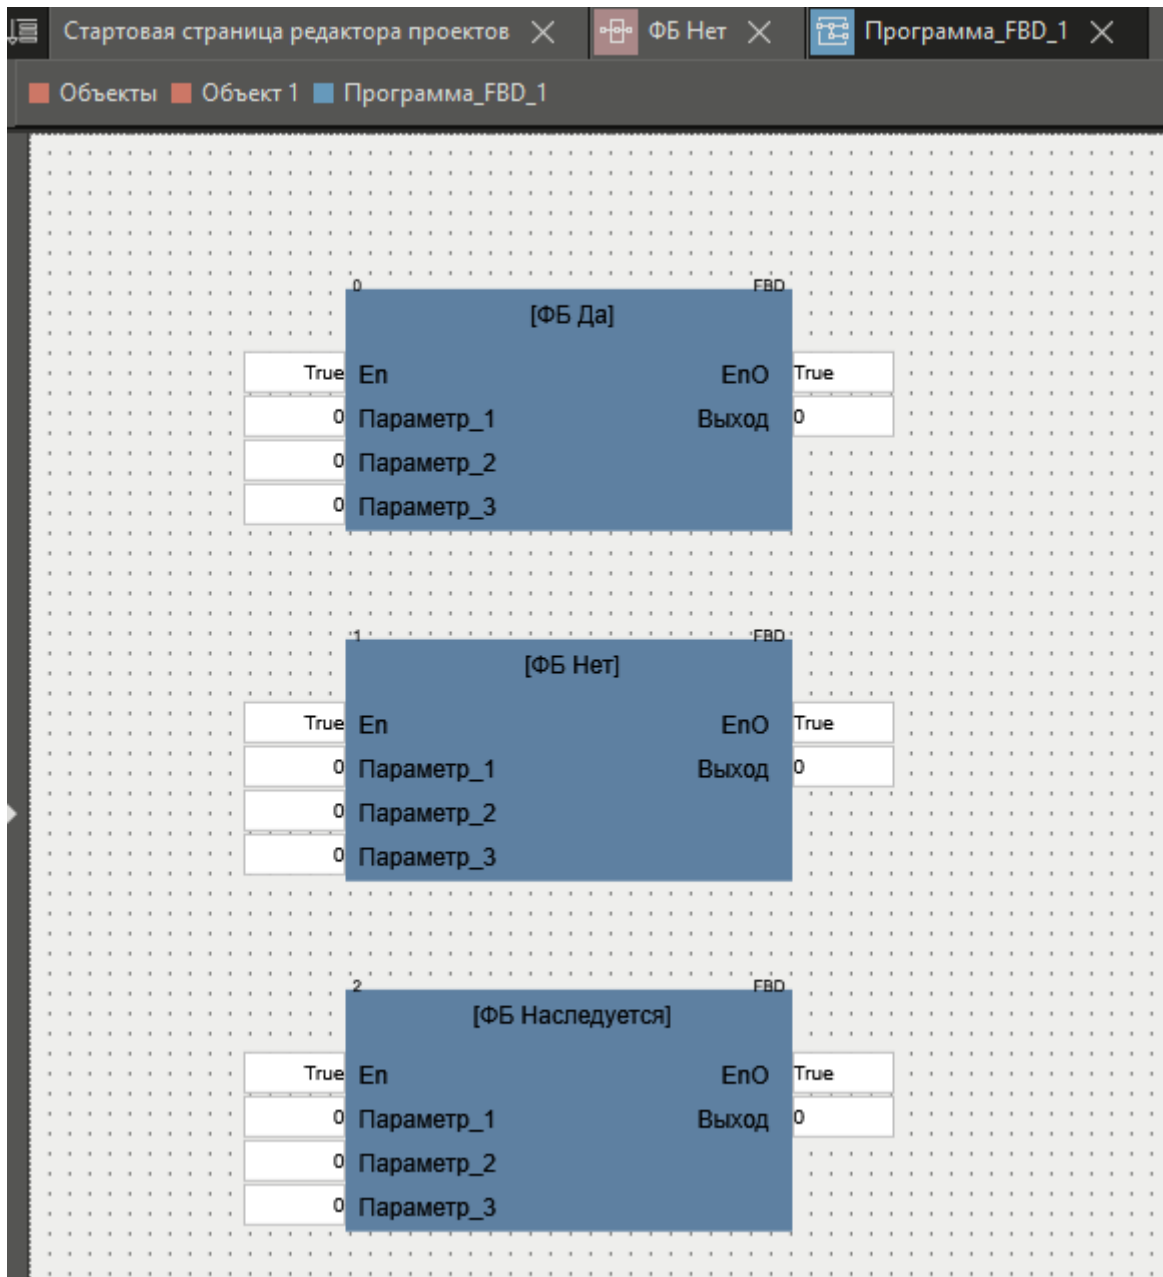 Стартовая страница редактора проектов ФБ Нет Программа_FBD_1
Объекты Объект 1 Программа_FBD_1
0 FBD
[ФБ Да]
True En EnO True
0 Параметр_1 Выход 0
0 Параметр_2
0 Параметр_3
1 FBD
[ФБ Нет]
True En EnO True
0 Параметр_1 Выход 0
0 Параметр_2
0 Параметр_3
2 FBD
[ФБ Наследуется]
True En EnO True
0 Параметр_1 Выход 0
0 Параметр_2
0 Параметр_3